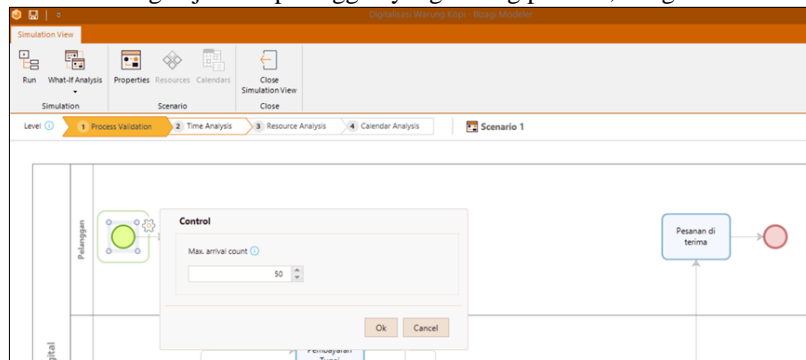 Digitalisasi Warung Kopi - Bizagi Modeler
Simulation View
Run
What-If Analysis
Properties
Resources
Calendars
Close
Simulation View
Simulation
Scenario
Close
Level
1 Process Validation
2 Time Analysis
3 Resource Analysis
4 Calendar Analysis
Scenario 1
Pelanggan
Control
Max. arrival count
50
Ok
Cancel
Pesanan di
terima
Pembayaran